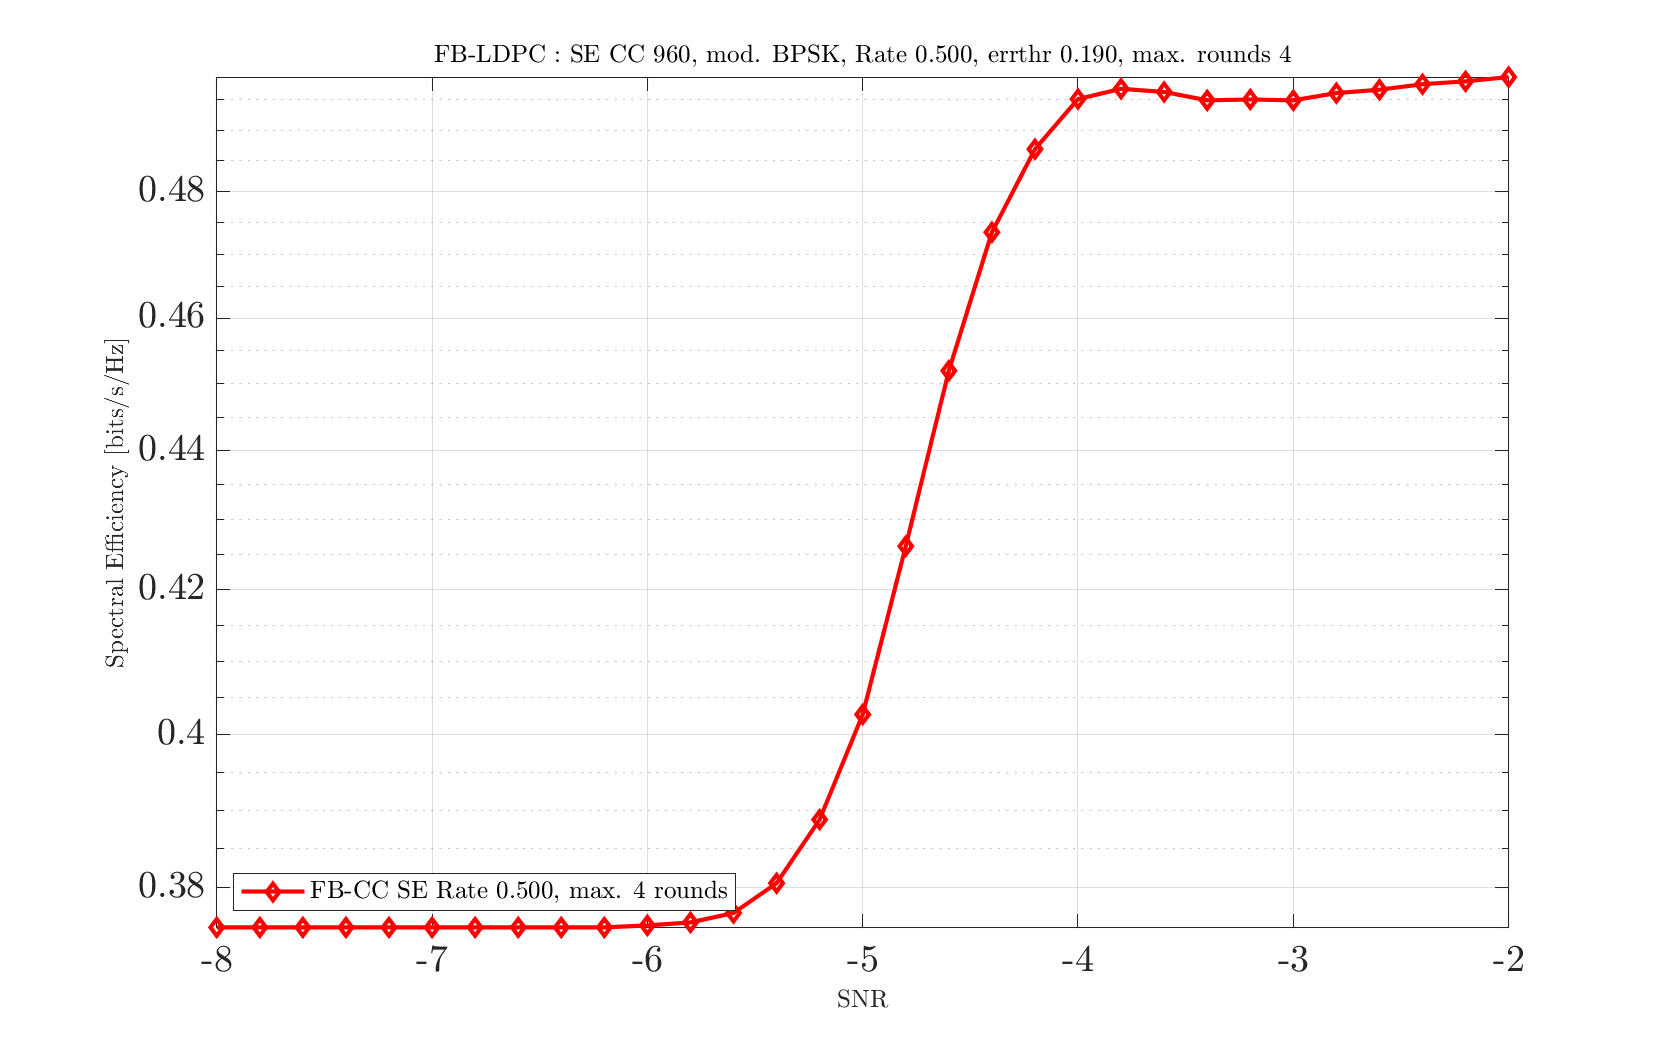 FB-LDPC : SE CC 960, mod. BPSK, Rate 0.500, errthr 0.190, max. rounds 4
Spectral Efficiency [bits/s/Hz]
0.48
0.46
0.44
0.42
0.4
0.38
FB-CC SE Rate 0.500, max. 4 rounds
-8 -7 -6 -5 -4 -3 -2
SNR